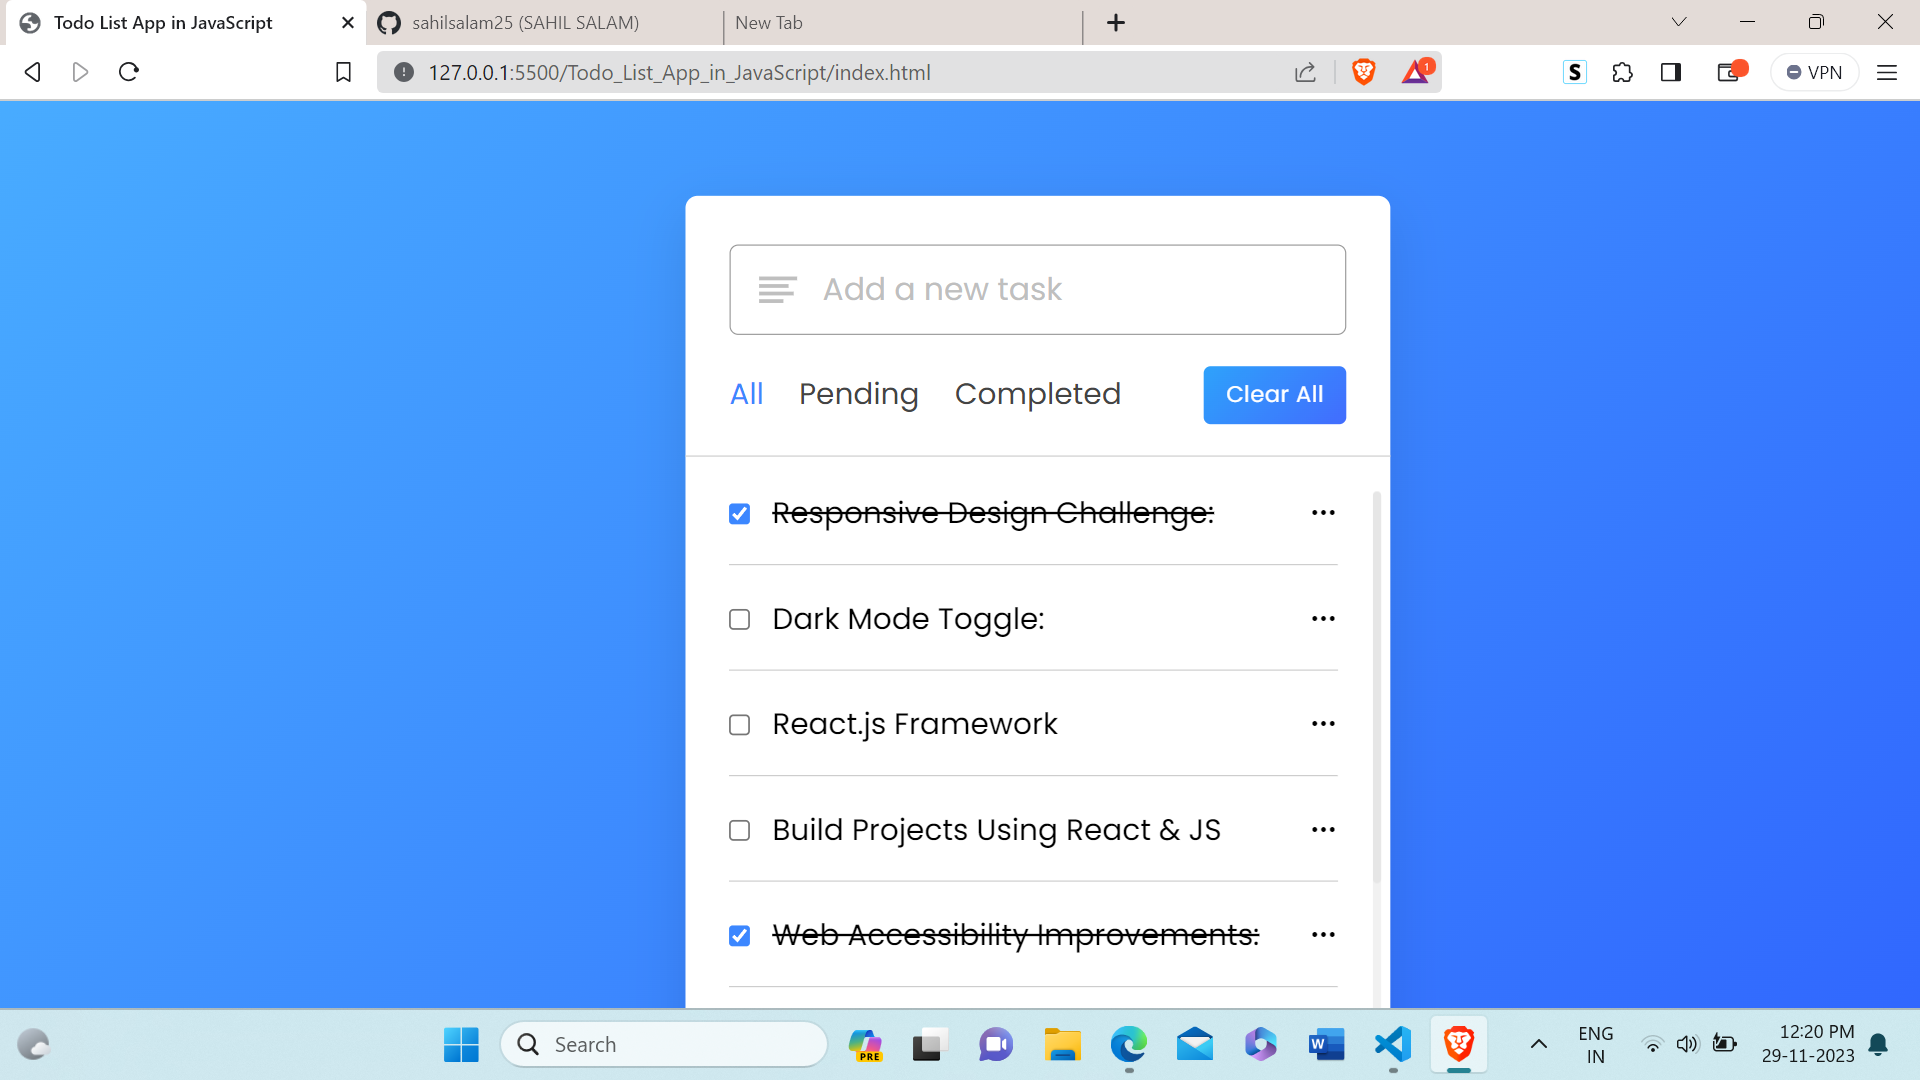 Todo List App in JavaScript
sahilsalam25 (SAHIL SALAM)
New Tab
127.0.0.1:5500/Todo_List_App_in_JavaScript/index.html
1
S
VPN
Add a new task
All Pending Completed Clear All
Responsive Design Challenge:
Dark Mode Toggle:
React.js Framework
Build Projects Using React & JS
Web Accessibility Improvements:
Search
PRE
W
ENG
IN
12:20 PM
29-11-2023